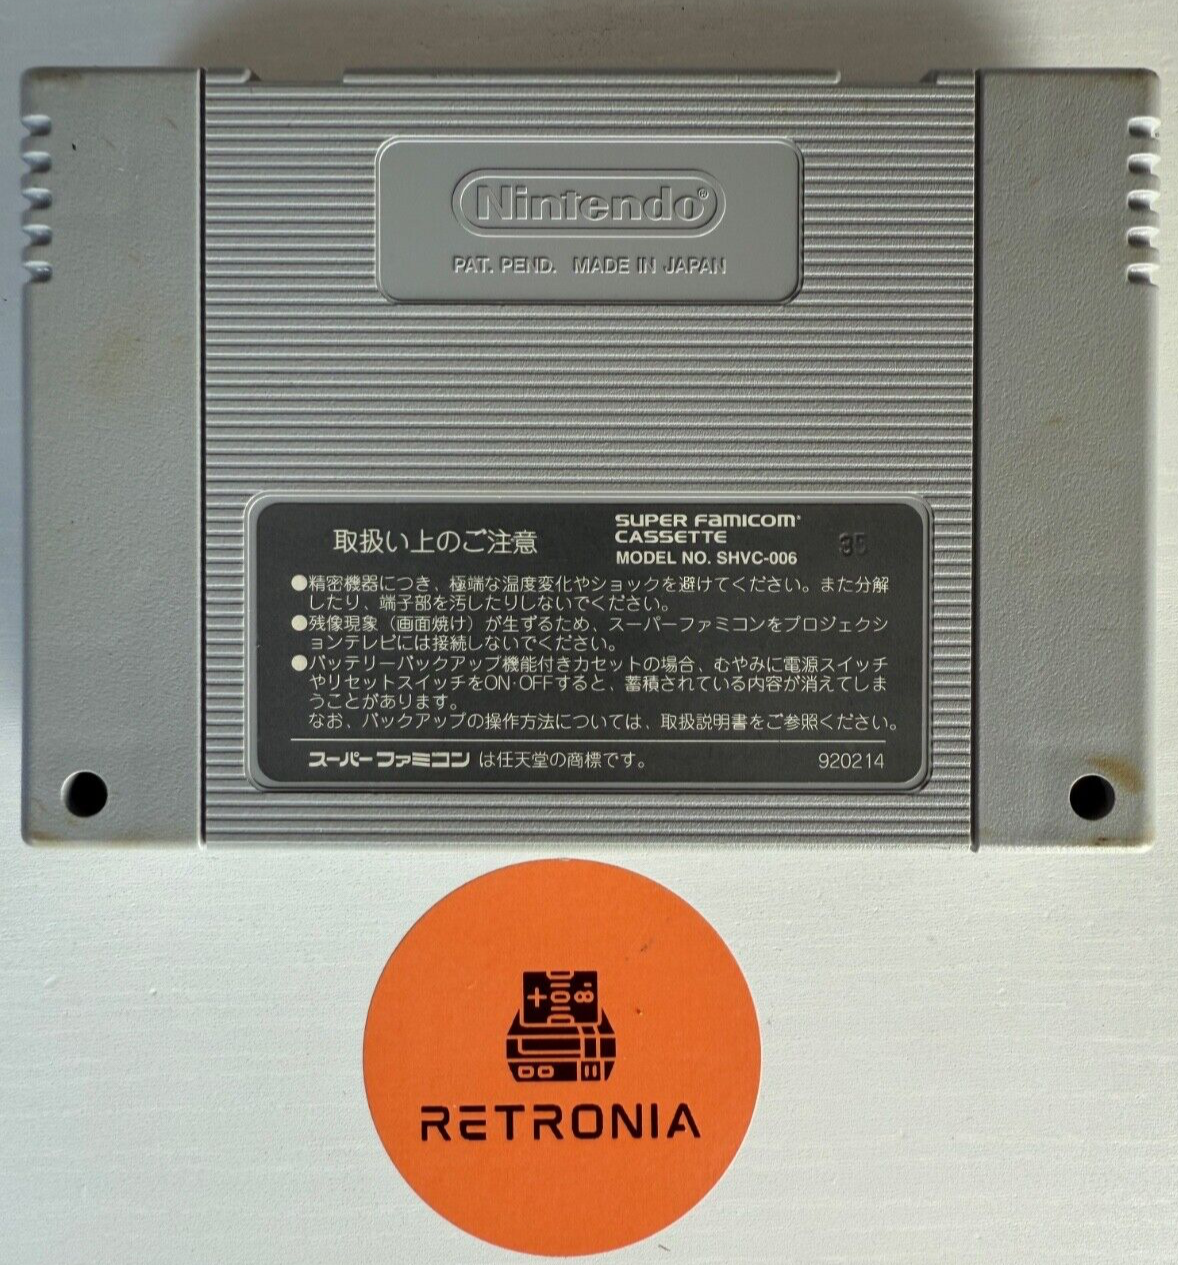 Nintendo®
PAT. PEND. MADE IN JAPAN
取扱い上のご注意
SUPER FAMICOM®
CASSETTE
MODEL NO. SHVC-006
35
●精密機器につき、極端な温度変化やショックを避けてください。また分解
したり、端子部を汚したりしないでください。
●残像現象（画面焼け）が生ずるため、スーパーファミコンをプロジェクシ
ョンテレビには接続しないでください。
●バッテリーバックアップ機能付きカセットの場合、むやみに電源スイッチ
やリセットスイッチをON・OFFすると、蓄積されている内容が消えてしま
うことがあります。
なお、バックアップの操作方法については、取扱説明書をご参照ください。
スーパーファミコンは任天堂の商標です。
920214
RETRONIA